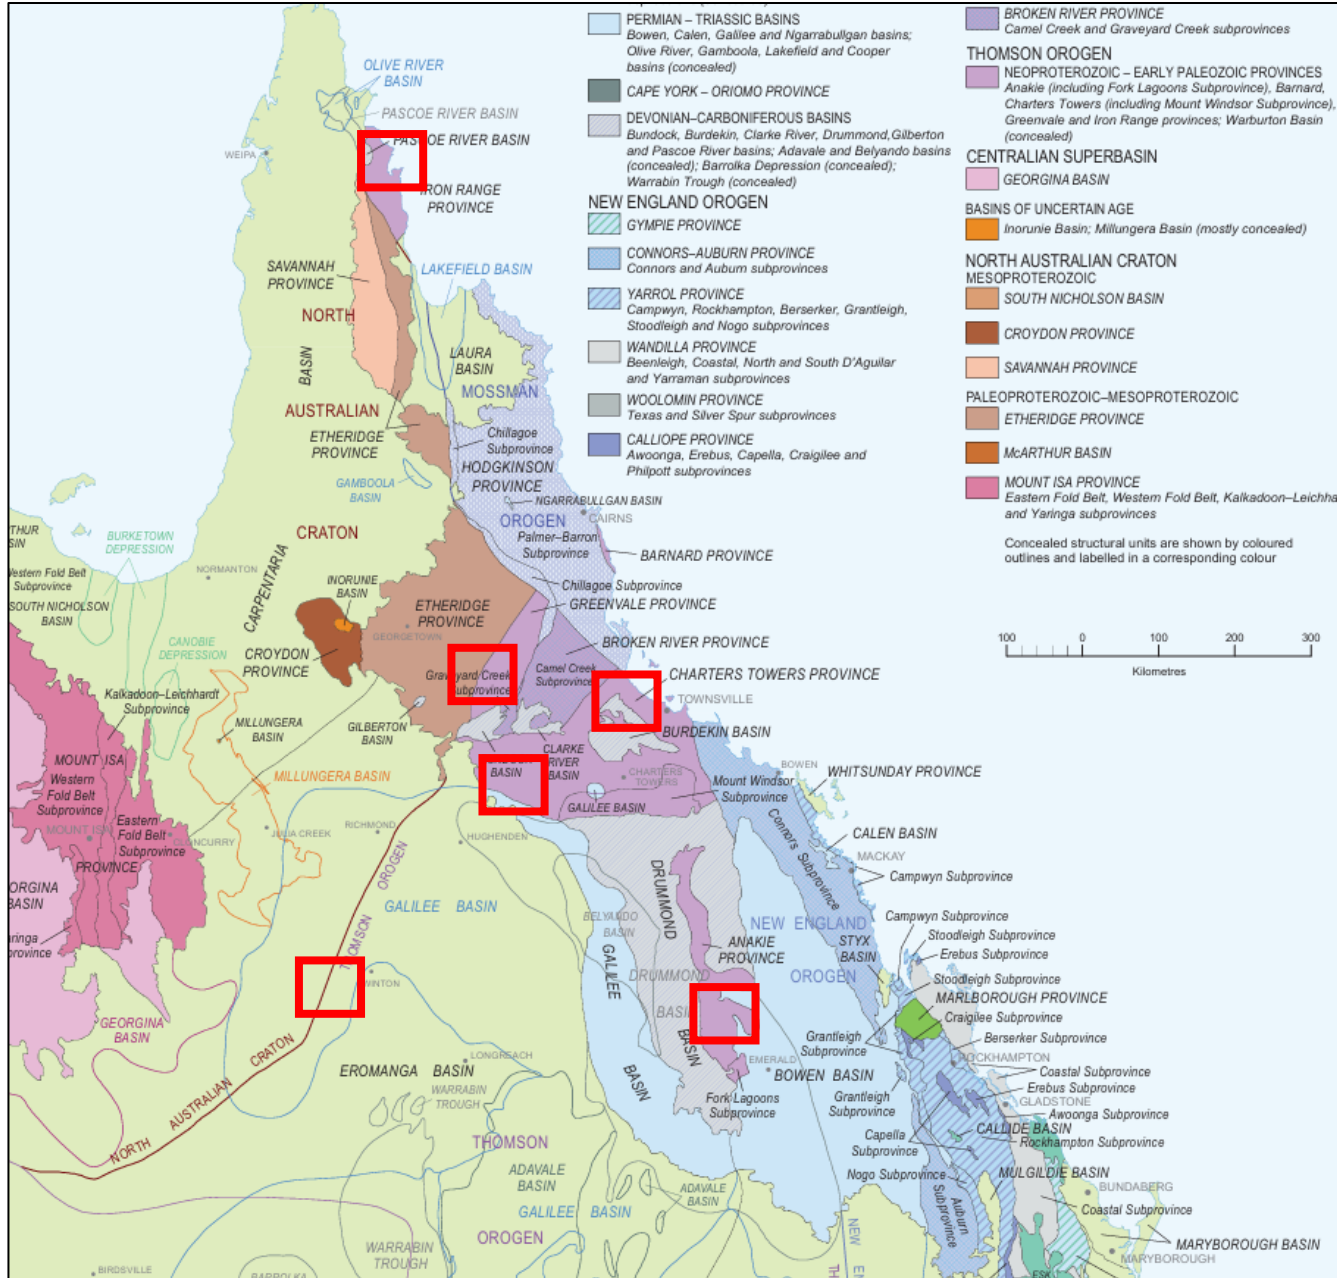 PERMIAN – TRIASSIC BASINS
Bowen, Calen, Galilee and Ngarrabullgan basins;
Olive River, Gamboola, Lakefield and Cooper
basins (concealed)
CAPE YORK – ORIOMO PROVINCE
DEVONIAN–CARBONIFEROUS BASINS
Bundock, Burdekin, Clarke River, Drummond,Gilberton
and Pascoe River basins; Adavale and Belyando basins
(concealed); Barrolka Depression (concealed);
Warrabin Trough (concealed)
NEW ENGLAND OROGEN
GYMPIE PROVINCE
CONNORS–AUBURN PROVINCE
Connors and Auburn subprovinces
YARROL PROVINCE
Campwyn, Rockhampton, Berserker, Grantleigh,
Stoodleigh and Nogo subprovinces
WANDILLA PROVINCE
Beenleigh, Coastal, North and South D'Aguilar
and Yarraman subprovinces
WOOLOMIN PROVINCE
Texas and Silver Spur subprovinces
CALLIOPE PROVINCE
Awoonga, Erebus, Capella, Craigilee and
Philpott subprovinces
BROKEN RIVER PROVINCE
Camel Creek and Graveyard Creek subprovinces
THOMSON OROGEN
NEOPROTEROZOIC – EARLY PALEOZOIC PROVINCES
Anakie (including Fork Lagoons Subprovince), Barnard,
Charters Towers (including Mount Windsor Subprovince),
Greenvale and Iron Range provinces; Warburton Basin
(concealed)
CENTRALIAN SUPERBASIN
GEORGINA BASIN
BASINS OF UNCERTAIN AGE
Inorunie Basin; Millungera Basin (mostly concealed)
NORTH AUSTRALIAN CRATON
MESOPROTEROZOIC
SOUTH NICHOLSON BASIN
CROYDON PROVINCE
SAVANNAH PROVINCE
PALEOPROTEROZOIC–MESOPROTEROZOIC
ETHERIDGE PROVINCE
McARTHUR BASIN
MOUNT ISA PROVINCE
Eastern Fold Belt, Western Fold Belt, Kalkadoon–Leichha
and Yaringa subprovinces
Concealed structural units are shown by coloured
outlines and labelled in a corresponding colour
100 0 100 200 300
Kilometres
OLIVE RIVER
BASIN
PASCOE RIVER BASIN
PASCOE RIVER BASIN
WEIPA
IRON RANGE
PROVINCE
SAVANNAH
PROVINCE
LAKEFIELD BASIN
NORTH
BASIN
LAURA
BASIN
MOSSMAN
AUSTRALIAN
ETHERIDGE
PROVINCE
Chillagoe
Subprovince
HODGKINSON
PROVINCE
GAMBOOLA
BASIN
NGARRABULLGAN BASIN
OROGEN
CAIRNS
CRATON
Palmer–Barron
Subprovince
BARNARD PROVINCE
THUR
SIN
BURKETOWN
DEPRESSION
CARPENTARIA
NORMANTON
Western Fold Belt
Subprovince
SOUTH NICHOLSON
BASIN
INORUNIE
BASIN
Chillagoe Subprovince
ETHERIDGE
PROVINCE
GREENVALE PROVINCE
GEORGETOWN
CANOBIE
DEPRESSION
CROYDON
PROVINCE
BROKEN RIVER PROVINCE
Graveyard Creek
Subprovince
Camel Creek
Subprovince
CHARTERS TOWERS PROVINCE
TOWNSVILLE
Kalkadoon–Leichhardt
Subprovince
MILLUNGERA
BASIN
GILBERTON
BASIN
BURDEKIN BASIN
CLARKE
RIVER
BASIN
BASIN
MOUNT ISA
Western
Fold Belt
Subprovince
MILLUNGERA BASIN
CHARTERS
TOWERS
Mount Windsor
Subprovince
BOWEN
WHITSUNDAY PROVINCE
GALILEE BASIN
Eastern
Fold Belt
Subprovince
MOUNT ISA
PROVINCE
CLONCURRY
JULIA CREEK
RICHMOND
HUGHENDEN
CALEN BASIN
MACKAY
Campwyn Subprovince
Connors Subprovince
ORGINA
BASIN
aringa
province
THOMSON OROGEN
GALILEE BASIN
BELYANDO
BASIN
DRUMMOND
BASIN
DRUMMOND
BASIN
GALILEE
BASIN
ANAKIE
PROVINCE
NEW ENGLAND
OROGEN
STYX
BASIN
Campwyn Subprovince
Stoodleigh Subprovince
Erebus Subprovince
Stoodleigh Subprovince
MARLBOROUGH PROVINCE
Craigilee Subprovince
WINTON
GEORGINA
BASIN
Grantleigh
Subprovince
Berserker Subprovince
ROCKHAMPTON
Coastal Subprovince
Erebus Subprovince
GLADSTONE
Awoonga Subprovince
LONGREACH
EROMANGA BASIN
WARRABIN
TROUGH
EMERALD
BOWEN BASIN
Fork Lagoons
Subprovince
Grantleigh
Subprovince
NORTH AUSTRALIAN CRATON
THOMSON
Capella
Subprovince
CALLIDE BASIN
Rockhampton Subprovince
Nogo Subprovince
MULGILDIE BASIN
ADAVALE
BASIN
ADAVALE
BASIN
GALILEE BASIN
Auburn
Subprovince
BUNDABERG
Coastal Subprovince
OROGEN
WARRABIN
TROUGH
NEW
MARYBOROUGH BASIN
MARYBOROUGH
BIRDSVILLE
BARROLKA
ESK